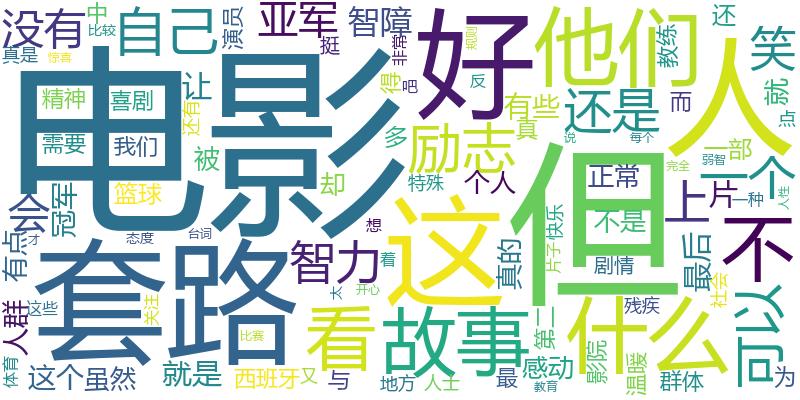 没有
中
比较
真是
惊喜
自己
演员
亚军
智障
挺
非常
好
吧
规则
反
他们
教练
还
笑
就
点
电影
让
还有
精神
喜剧
需要
我们
被
多
却
得
有些
真
励志
特殊
个人
说
还是
而
每个
弱智
完全
人
一部
一个
正常
不是
但
这
上
片
一种
人性
不
会
冠军
篮球
有点
才
态度
台词
想
着
智力
套路
真的
片子
快乐
剧情
最后
残疾
社会
可以
人群
这些
关注
太
开心
比赛
看
故事
第二
什么
体育
这个
虽然
就是
西班牙
又
与
地方
人士
最
感动
教育
影院
温暖
群体
为